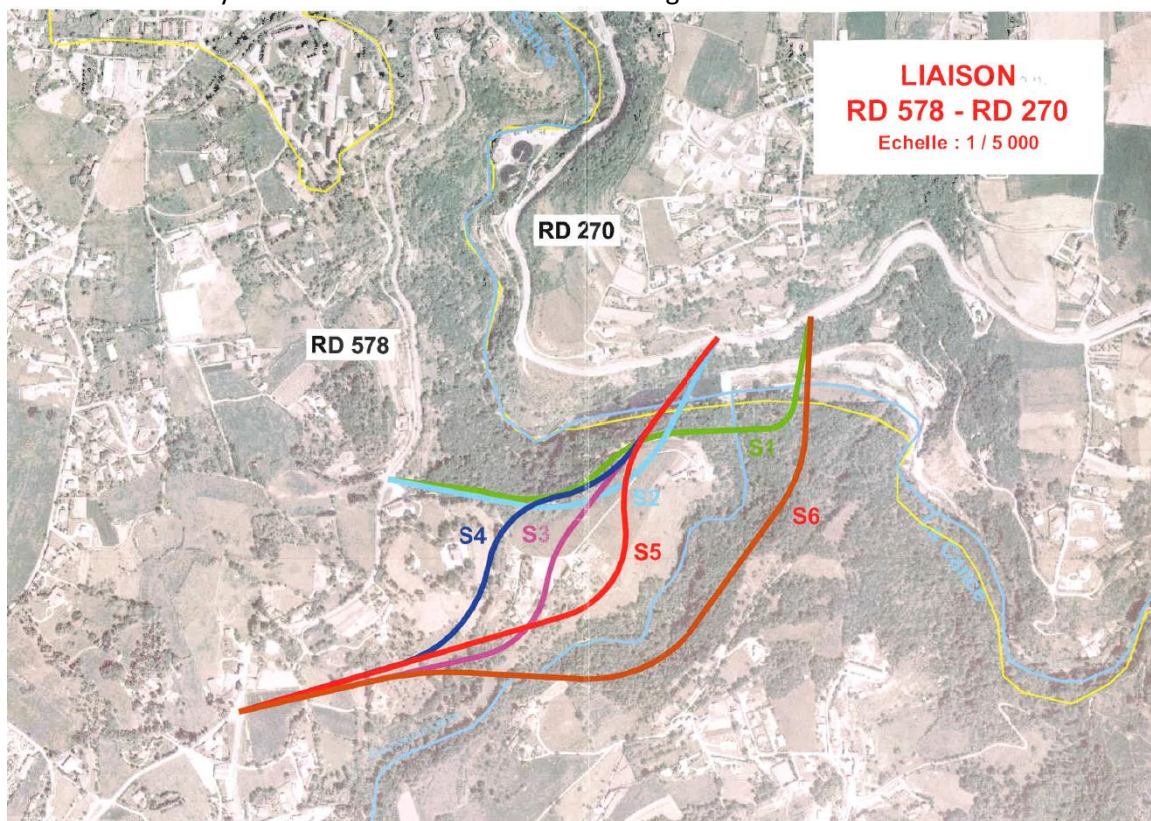 LIAISON
RD 578 - RD 270
Echelle : 1 / 5 000
RD 270
RD 578
S1
S2
S3
S4
S5
S6